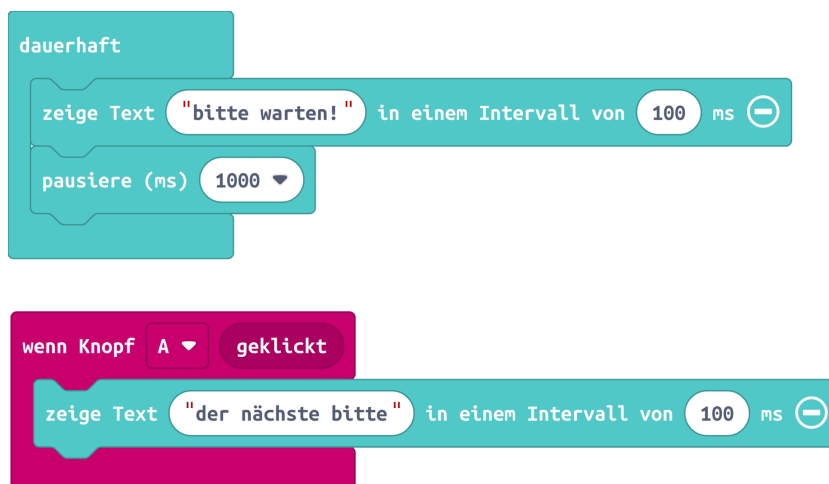 dauerhaft
zeige Text "bitte warten!" in einem Intervall von 100 ms
pausiere (ms) 1000
wenn Knopf A geklickt
zeige Text "der nächste bitte" in einem Intervall von 100 ms